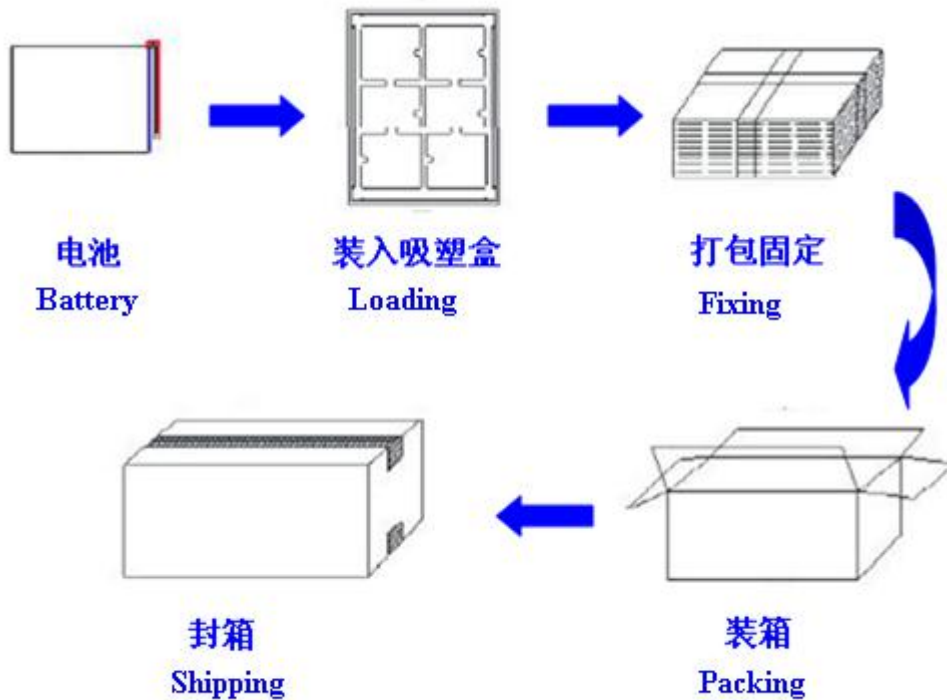 电池
Battery
装入吸塑盒
Loading
打包固定
Fixing
封箱
Shipping
装箱
Packing